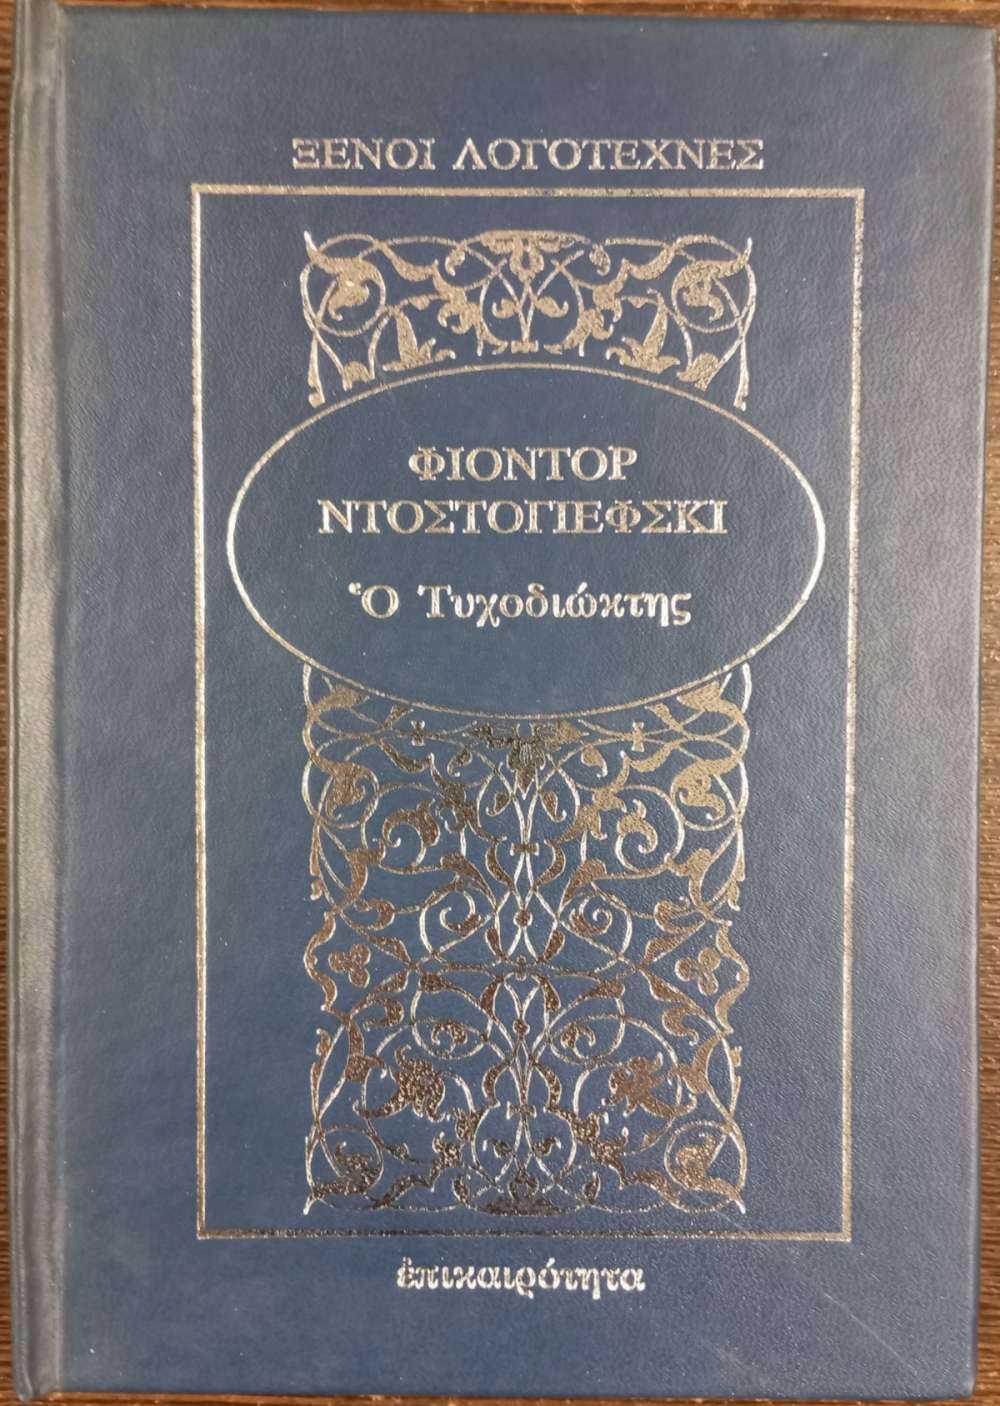 ΞΕΝΟΙ ΛΟΓΟΤΕΧΝΕΣ
ΦΙΟΝΤΟΡ
ΝΤΟΣΤΟΓΙΕΦΣΚΙ
Ὁ Τυχοδιώκτης
ἐπικαιρότητα